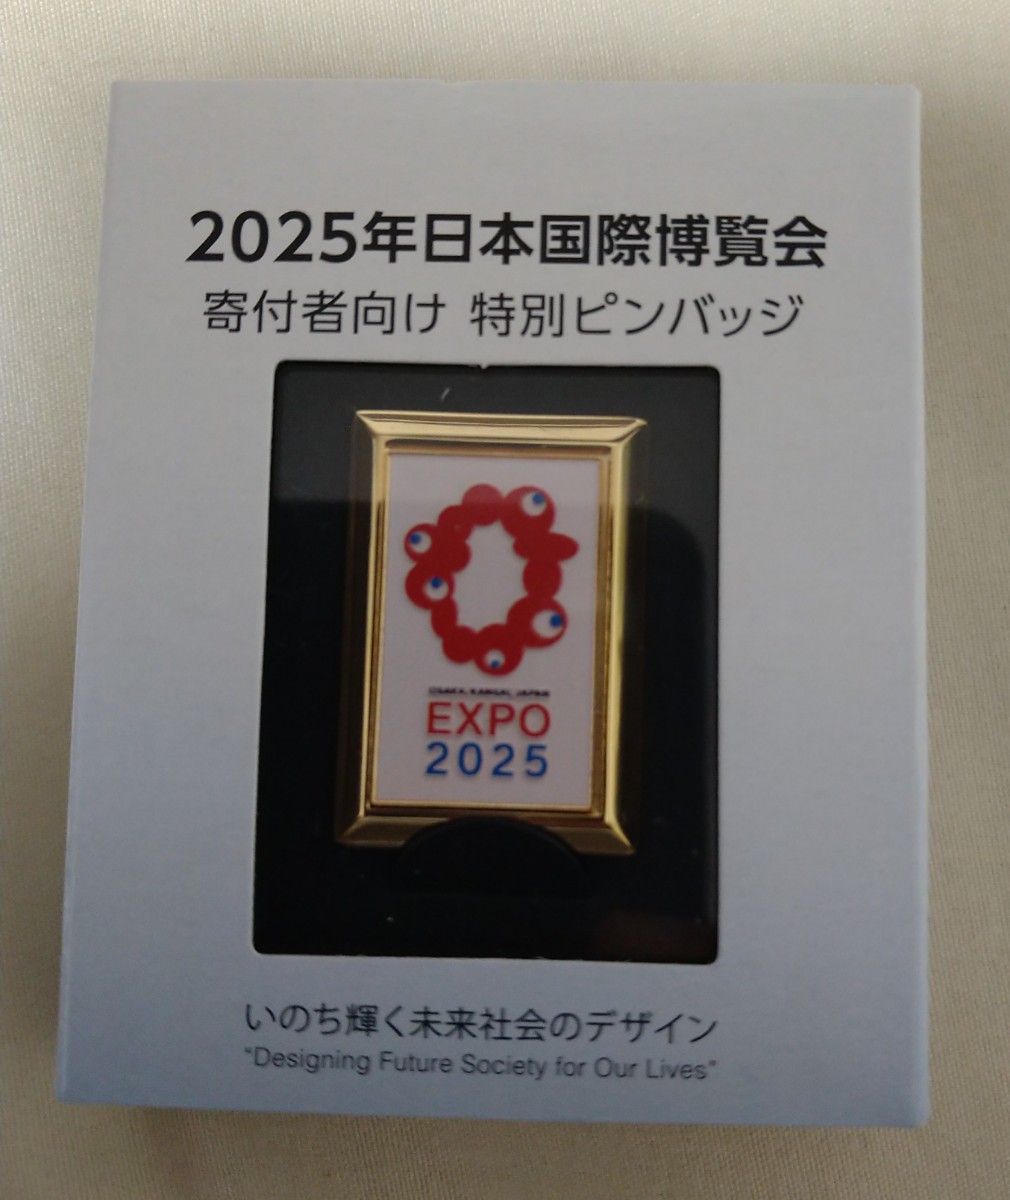 2025年日本国際博覧会
寄付者向け 特別ピンバッジ
OSAKA, KANSAI, JAPAN
EXPO
2025
いのち輝く未来社会のデザイン
"Designing Future Society for Our Lives"